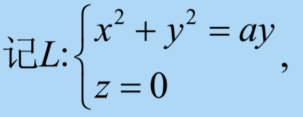 记L:{x² + y² = ay
z = 0 ,